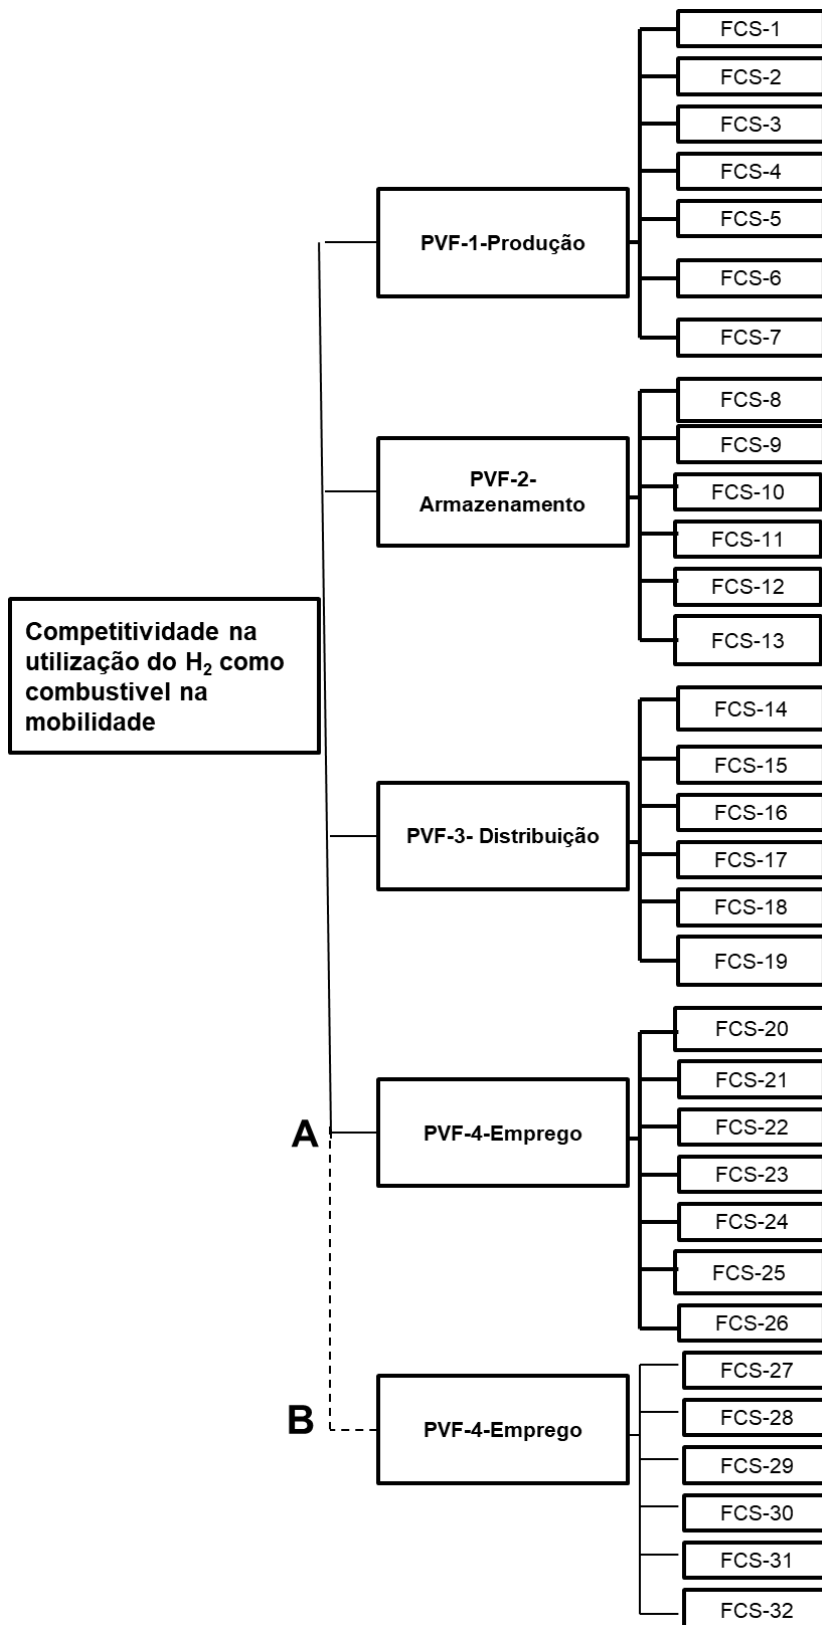 Competitividade na
utilização do H₂ como
combustivel na
mobilidade
PVF-1-Produção
FCS-1
FCS-2
FCS-3
FCS-4
FCS-5
FCS-6
FCS-7
PVF-2-
Armazenamento
FCS-8
FCS-9
FCS-10
FCS-11
FCS-12
FCS-13
PVF-3- Distribuição
FCS-14
FCS-15
FCS-16
FCS-17
FCS-18
FCS-19
A
PVF-4-Emprego
FCS-20
FCS-21
FCS-22
FCS-23
FCS-24
FCS-25
FCS-26
B
PVF-4-Emprego
FCS-27
FCS-28
FCS-29
FCS-30
FCS-31
FCS-32